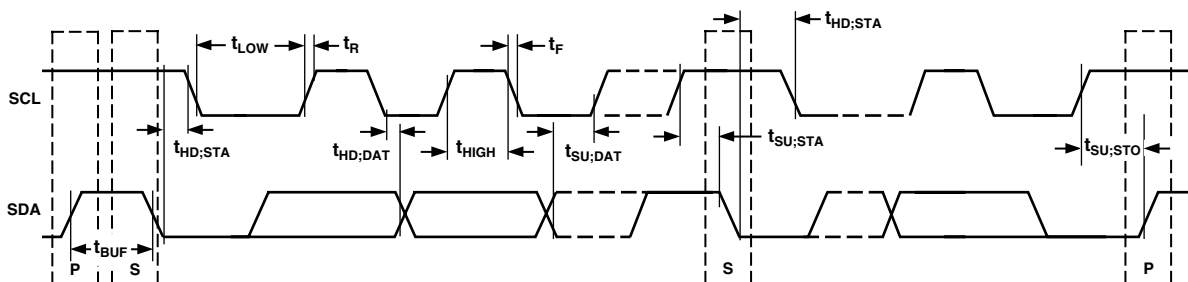 tHD;STA
tLOW
tR
tF
SCL
tHD;STA
tHD;DAT
tHIGH
tSU;DAT
tSU;STA
tSU;STO
SDA
tBUF
P
S
S
P